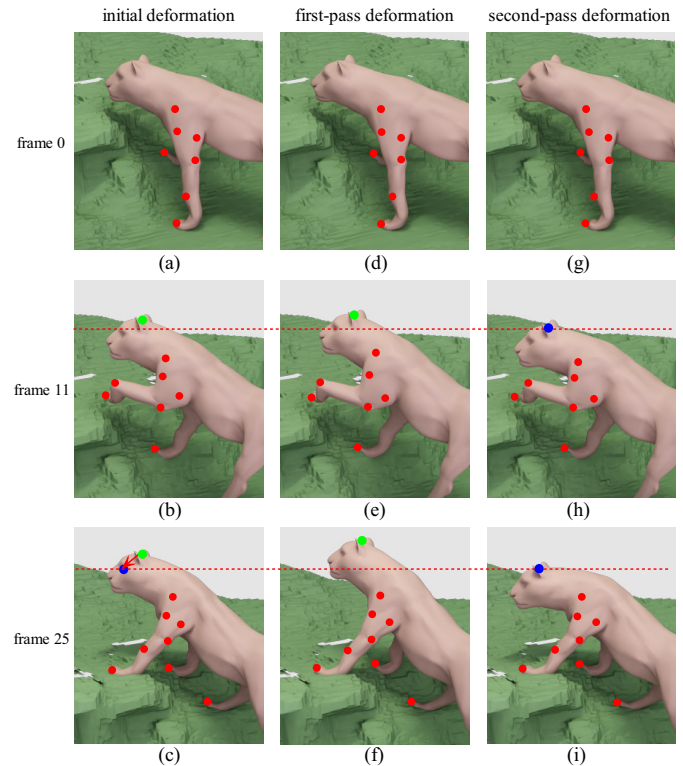 initial deformation first-pass deformation second-pass deformation
frame 0
(a) (d) (g)
frame 11
(b) (e) (h)
frame 25
(c) (f) (i)